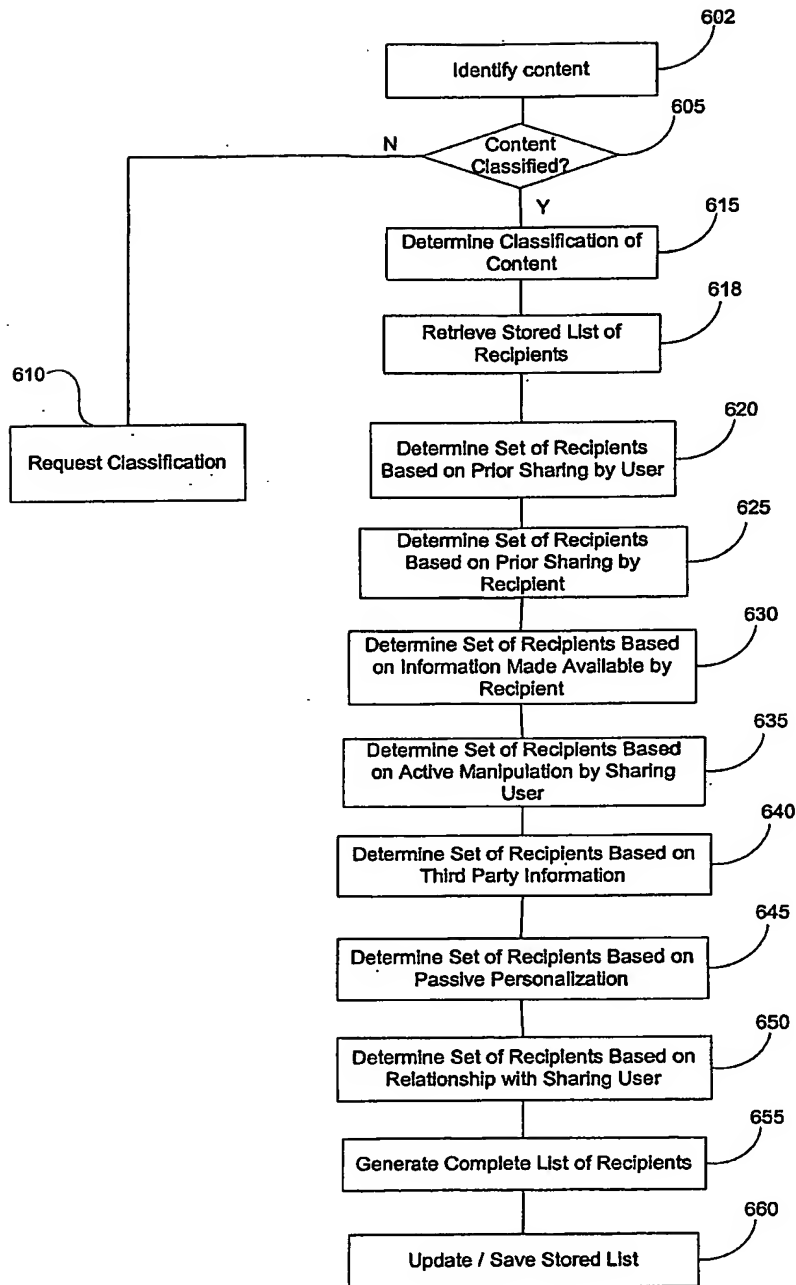 602
Identify content
605
N
Content
Classified?
Y
615
Determine Classification of
Content
618
Retrieve Stored List of
Recipients
610
Request Classification
620
Determine Set of Recipients
Based on Prior Sharing by User
625
Determine Set of Recipients
Based on Prior Sharing by
Recipient
630
Determine Set of Recipients Based
on Information Made Available by
Recipient
635
Determine Set of Recipients Based
on Active Manipulation by Sharing
User
640
Determine Set of Recipients Based on
Third Party Information
645
Determine Set of Recipients Based on
Passive Personalization
650
Determine Set of Recipients Based on
Relationship with Sharing User
655
Generate Complete List of Recipients
660
Update / Save Stored List